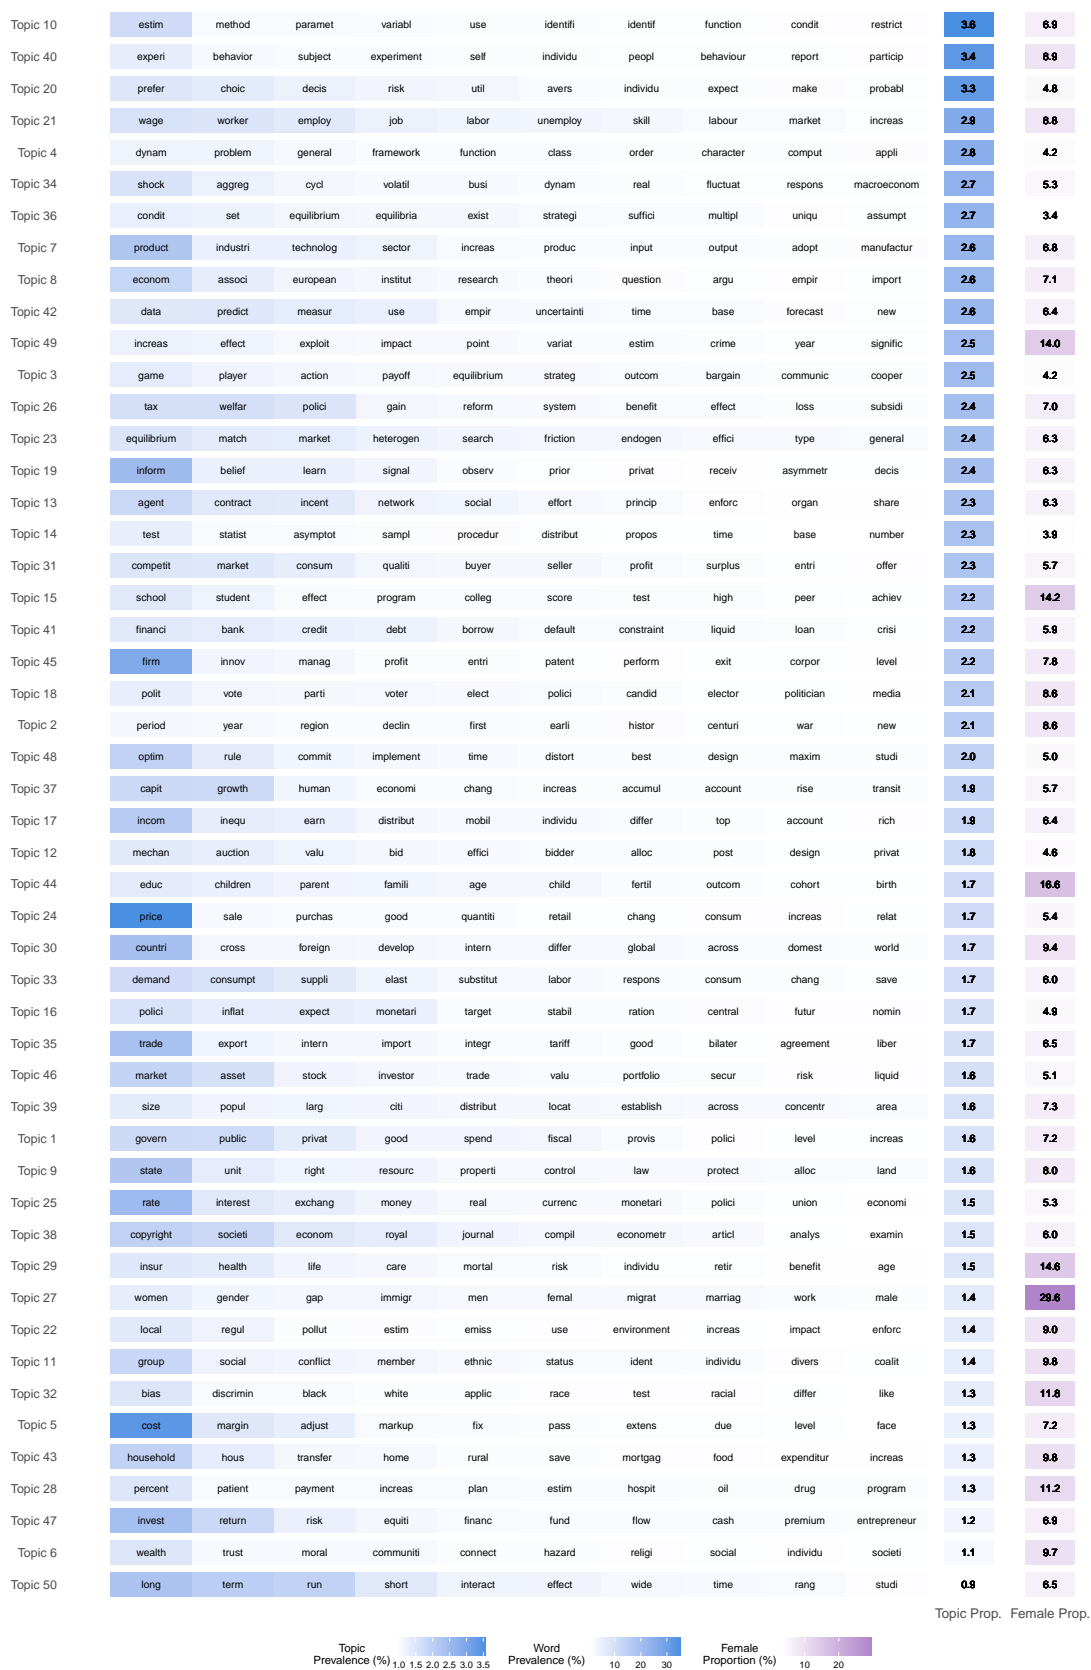 Topic 10 estim method paramet variabl use identifi identif function condit restrict 3.6 6.9
Topic 40 experi behavior subject experiment self individu peopl behaviour report particip 3.4 8.9
Topic 20 prefer choic decis risk util avers individu expect make probabl 3.3 4.8
Topic 21 wage worker employ job labor unemploy skill labour market increas 2.9 8.8
Topic 4 dynam problem general framework function class order character comput appli 2.8 4.2
Topic 34 shock aggreg cycl volatil busi dynam real fluctuat respons macroeconom 2.7 5.3
Topic 36 condit set equilibrium equilibria exist strategi suffici multipl uniqu assumpt 2.7 3.4
Topic 7 product industri technolog sector increas produc input output adopt manufactur 2.6 6.8
Topic 8 econom associ european institut research theori question argu empir import 2.6 7.1
Topic 42 data predict measur use empir uncertainti time base forecast new 2.6 6.4
Topic 49 increas effect exploit impact point variat estim crime year signific 2.5 14.0
Topic 3 game player action payoff equilibrium strateg outcom bargain communic cooper 2.5 4.2
Topic 26 tax welfar polici gain reform system benefit effect loss subsidi 2.4 7.0
Topic 23 equilibrium match market heterogen search friction endogen effici type general 2.4 6.3
Topic 19 inform belief learn signal observ prior privat receiv asymmetr decis 2.4 6.3
Topic 13 agent contract incent network social effort princip enforc organ share 2.3 6.3
Topic 14 test statist asymptot sampl procedur distribut propos time base number 2.3 3.9
Topic 31 competit market consum qualiti buyer seller profit surplus entri offer 2.3 5.7
Topic 15 school student effect program colleg score test high peer achiev 2.2 14.2
Topic 41 financi bank credit debt borrow default constraint liquid loan crisi 2.2 5.9
Topic 45 firm innov manag profit entri patent perform exit corpor level 2.2 7.8
Topic 18 polit vote parti voter elect polici candid elector politician media 2.1 8.6
Topic 2 period year region declin first earli histor centuri war new 2.1 8.6
Topic 48 optim rule commit implement time distort best design maxim studi 2.0 5.0
Topic 37 capit growth human economi chang increas accumul account rise transit 1.9 5.7
Topic 17 incom inequ earn distribut mobil individu differ top account rich 1.9 6.4
Topic 12 mechan auction valu bid effici bidder alloc post design privat 1.8 4.6
Topic 44 educ children parent famili age child fertil outcom cohort birth 1.7 16.6
Topic 24 price sale purchas good quantiti retail chang consum increas relat 1.7 5.4
Topic 30 countri cross foreign develop intern differ global across domest world 1.7 9.4
Topic 33 demand consumpt suppli elast substitut labor respons consum chang save 1.7 6.0
Topic 16 polici inflat expect monetari target stabil ration central futur nomin 1.7 4.9
Topic 35 trade export intern import integr tariff good bilater agreement liber 1.7 6.5
Topic 46 market asset stock investor trade valu portfolio secur risk liquid 1.6 5.1
Topic 39 size popul larg citi distribut locat establish across concentr area 1.6 7.3
Topic 1 govern public privat good spend fiscal provis polici level increas 1.6 7.2
Topic 9 state unit right resourc properti control law protect alloc land 1.6 8.0
Topic 25 rate interest exchang money real currenc monetari polici union economi 1.5 5.3
Topic 38 copyright societi econom royal journal compil econometr articl analys examin 1.5 6.0
Topic 29 insur health life care mortal risk individu retir benefit age 1.5 14.6
Topic 27 women gender gap immigr men femal migrat marriag work male 1.4 29.6
Topic 22 local regul pollut estim emiss use environment increas impact enforc 1.4 9.0
Topic 11 group social conflict member ethnic status ident individu divers coalit 1.4 9.8
Topic 32 bias discrimin black white applic race test racial differ like 1.3 11.8
Topic 5 cost margin adjust markup fix pass extens due level face 1.3 7.2
Topic 43 household hous transfer home rural save mortgag food expenditur increas 1.3 9.8
Topic 28 percent patient payment increas plan estim hospit oil drug program 1.3 11.2
Topic 47 invest return risk equiti financ fund flow cash premium entrepreneur 1.2 6.9
Topic 6 wealth trust moral communiti connect hazard religi social individu societi 1.1 9.7
Topic 50 long term run short interact effect wide time rang studi 0.9 6.5
Topic Prop. Female Prop.
Topic Prevalence (%) 1.0 1.5 2.0 2.5 3.0 3.5
Word Prevalence (%) 10 20 30
Female Proportion (%) 10 20